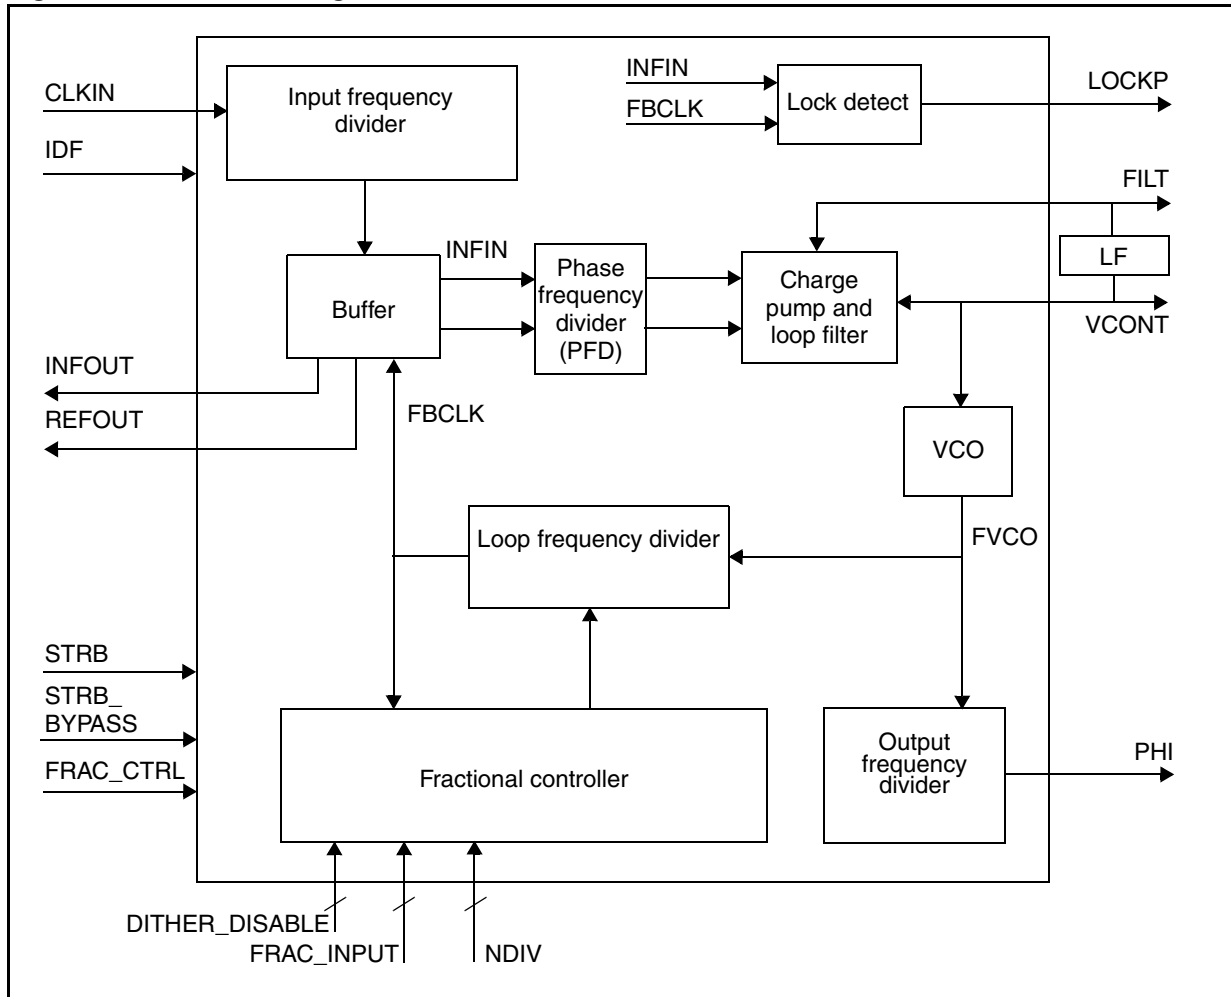 CLKIN
IDF
Input frequency
divider
INFIN
FBCLK
Lock detect
LOCKP
FILT
LF
VCONT
Buffer
INFIN
Phase
frequency
divider
(PFD)
Charge
pump and
loop filter
INFOUT
REFOUT
FBCLK
VCO
FVCO
Loop frequency divider
STRB
STRB_
BYPASS
FRAC_CTRL
Fractional controller
Output
frequency
divider
PHI
DITHER_DISABLE
FRAC_INPUT
NDIV